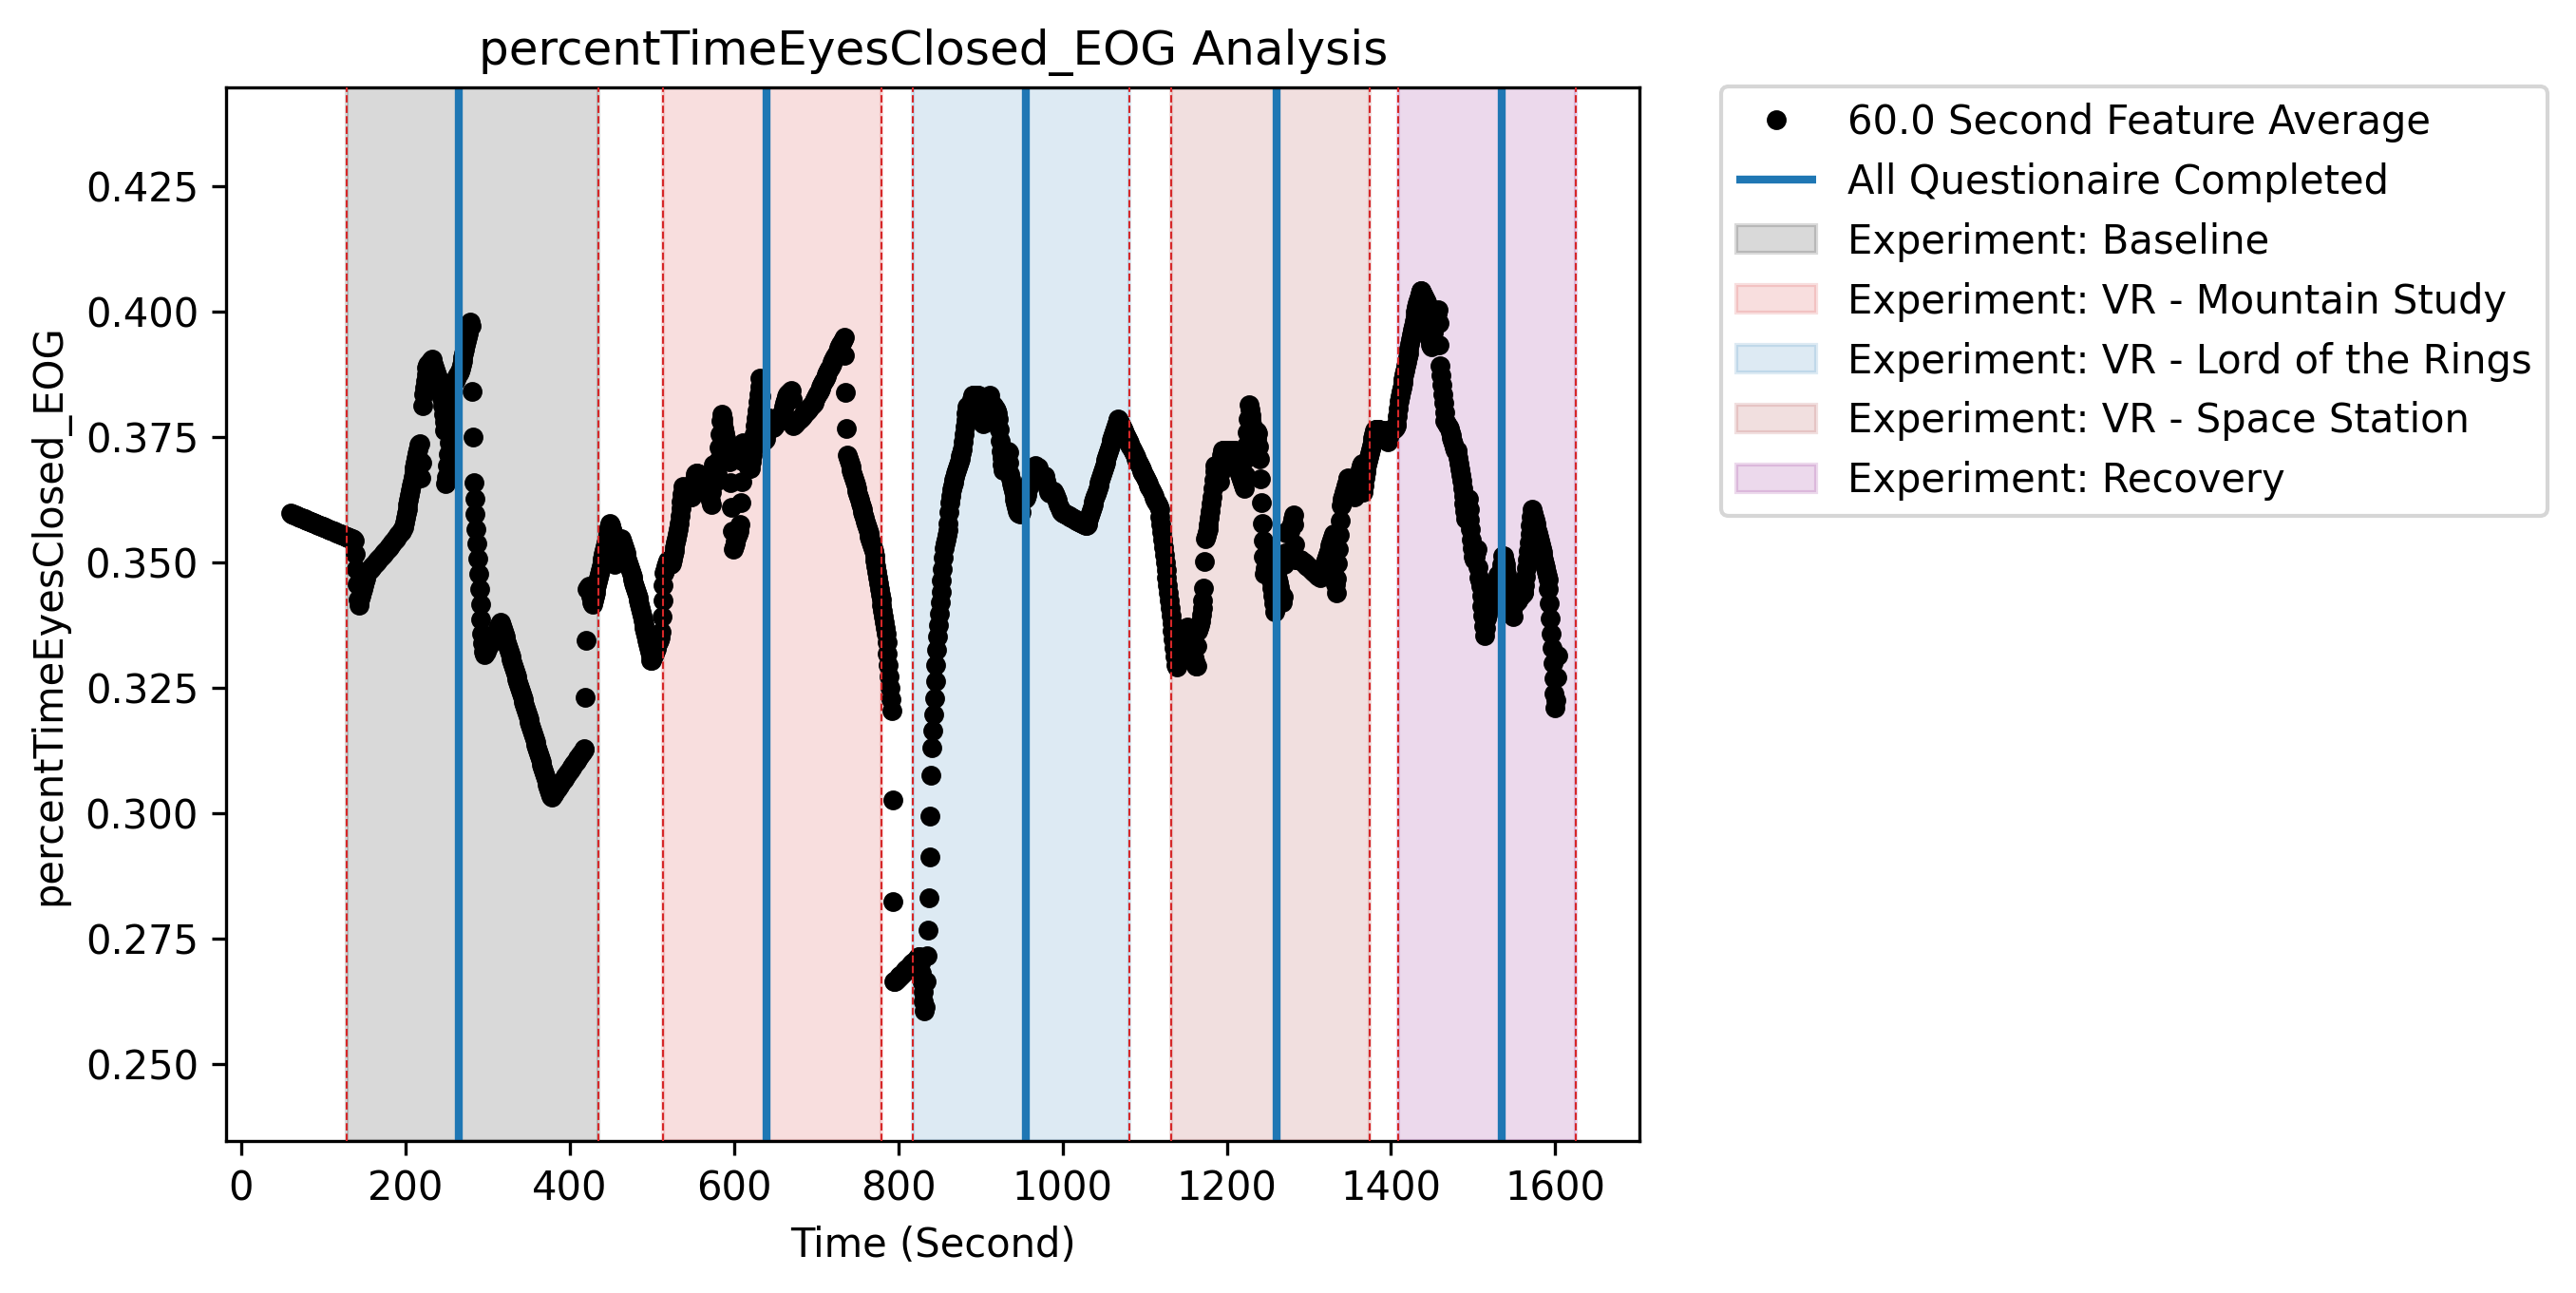 percentTimeEyesClosed_EOG Analysis
percentTimeEyesClosed_EOG
0.425
0.400
0.375
0.350
0.325
0.300
0.275
0.250
0
200
400
600
800
1000
1200
1400
1600
Time (Second)
60.0 Second Feature Average
All Questionaire Completed
Experiment: Baseline
Experiment: VR - Mountain Study
Experiment: VR - Lord of the Rings
Experiment: VR - Space Station
Experiment: Recovery